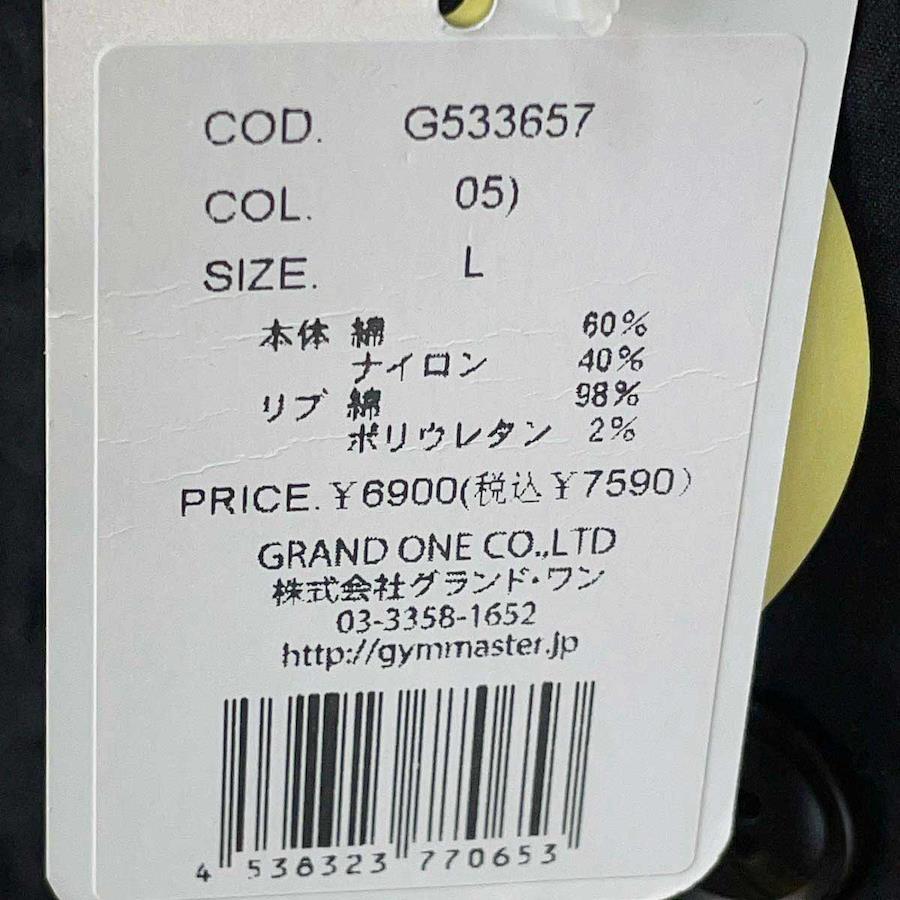 COD. G533657
COL. 05)
SIZE. L
本体 綿 60%
ナイロン 40%
リブ 綿 98%
ポリウレタン 2%
PRICE.¥6900(税込¥7590)
GRAND ONE CO.,LTD
株式会社グランド・ワン
03-3358-1652
http://gymmaster.jp
4 538323 770653